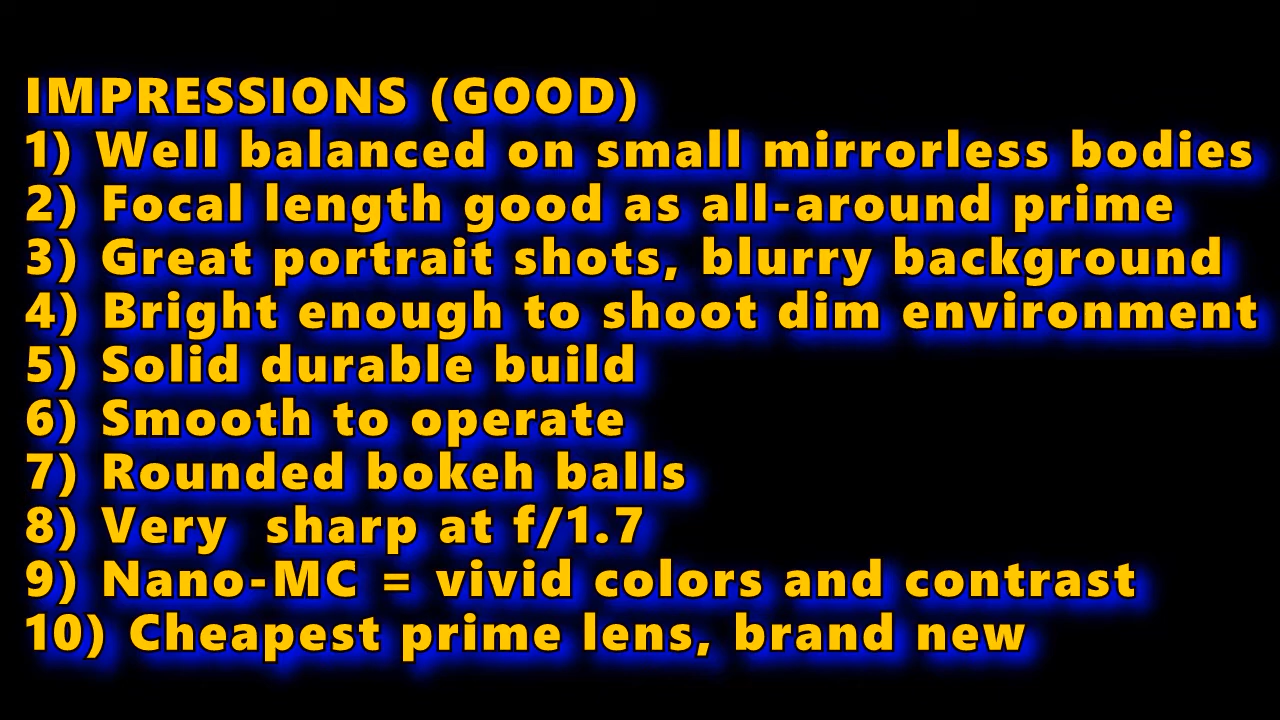 IMPRESSIONS (GOOD)
1) Well balanced on small mirrorless bodies
2) Focal length good as all-around prime
3) Great portrait shots, blurry background
4) Bright enough to shoot dim environment
5) Solid durable build
6) Smooth to operate
7) Rounded bokeh balls
8) Very  sharp at f/1.7
9) Nano-MC = vivid colors and contrast
10) Cheapest prime lens, brand new